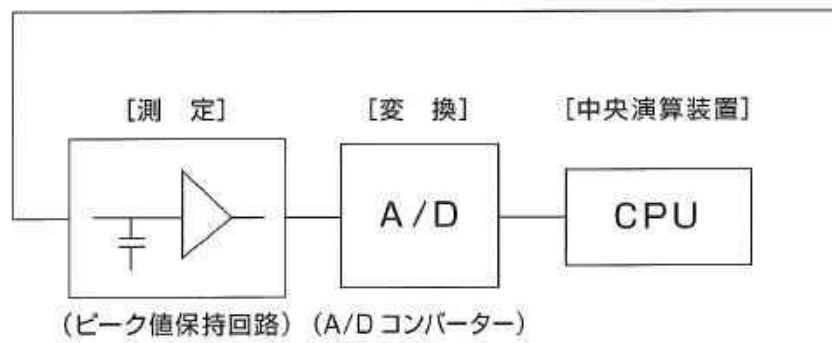 [測 定] [変 換] [中央演算装置]
A/D CPU
(ピーク値保持回路) (A/Dコンバーター)